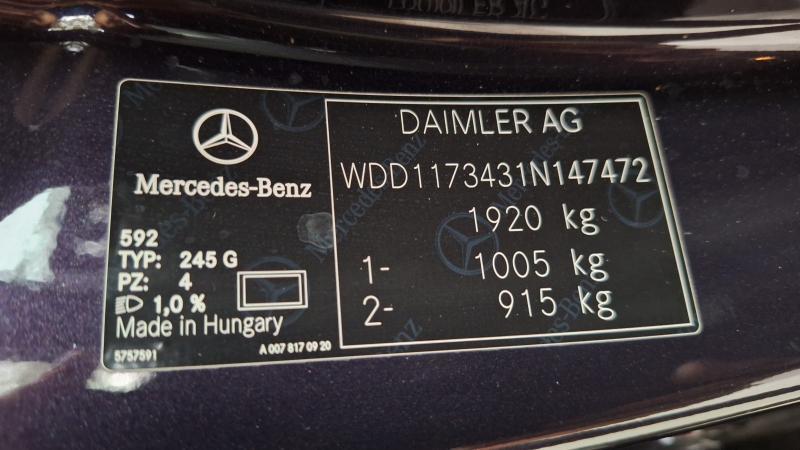 Mercedes-Benz
592
TYP: 245 G
PZ: 4
1,0 %
Made in Hungary
5757591
A 007 817 09 20
DAIMLER AG
WDD1173431N147472
1920 kg
1- 1005 kg
2- 915 kg